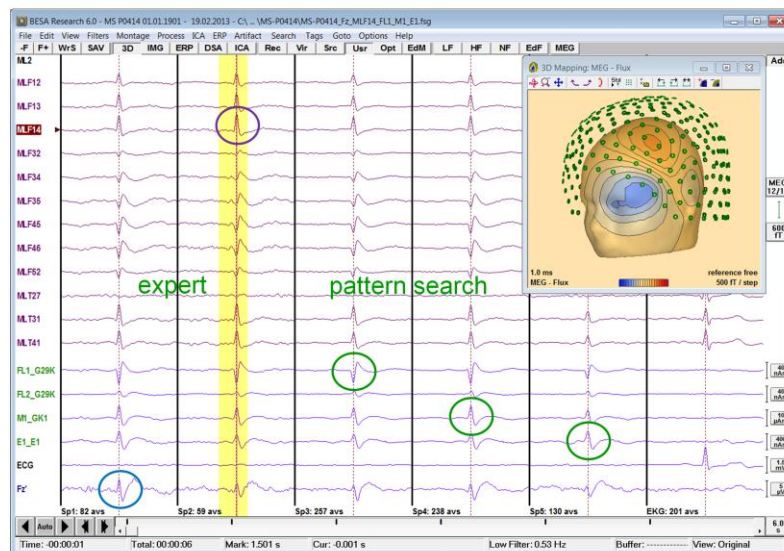 BESA Research 6.0 - MS P0414 01.01.1901 - 19.02.2013 - C:\ ... \MS-P0414\MS-P0414_Fz_MLF14_FL1_M1_E1.fsg
File Edit View Filters Montage Process ICA ERP Artifact Search Tags Goto Options Help
-F F+ WrS SAV 3D IMG ERP DSA ICA Rec Vir Src Usr Opt EdM LF HF NF EdF MEG
ML2
MLF12
MLF13
MLF14
MLF32
MLF34
MLF35
MLF45
MLF46
MLF52
MLT27
MLT31
MLT41
FL1_G29K
FL2_G29K
M1_GK1
E1_E1
ECG
Fz'
expert
pattern search
3D Mapping: MEG - Flux
1.0 ms
reference free
MEG - Flux
500 fT / step
Sp1: 82 avs
Sp2: 59 avs
Sp3: 257 avs
Sp4: 238 avs
Sp5: 130 avs
EKG: 201 avs
Auto
Time: -00:00:01
Total: 00:00:06
Mark: 1.501 s
Cur: -0.001 s
Low Filter: 0.53 Hz
Buffer: ----------
View: Original